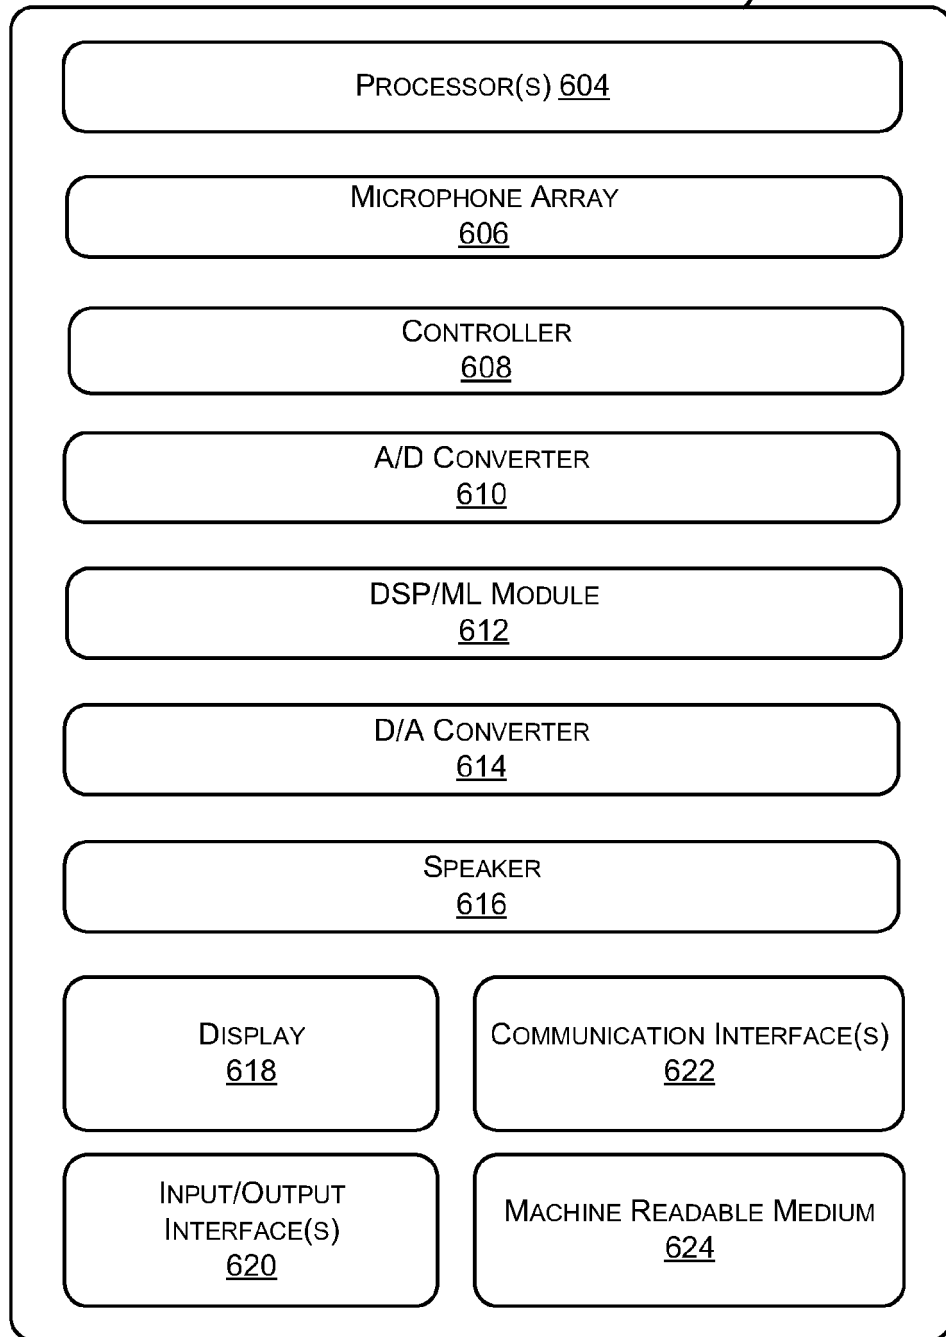 PROCESSOR(S) 604
MICROPHONE ARRAY
606
CONTROLLER
608
A/D CONVERTER
610
DSP/ML MODULE
612
D/A CONVERTER
614
SPEAKER
616
DISPLAY
618
COMMUNICATION INTERFACE(S)
622
INPUT/OUTPUT
INTERFACE(S)
620
MACHINE READABLE MEDIUM
624